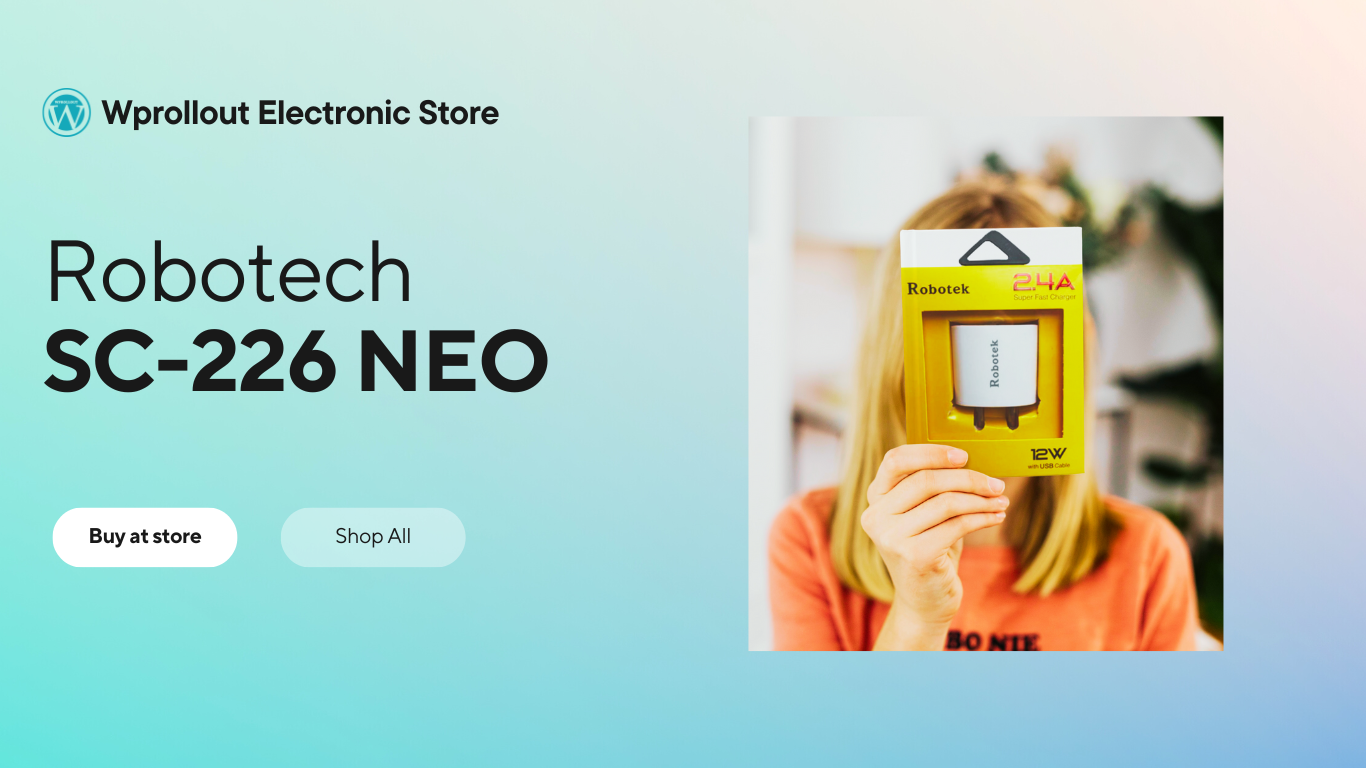 WPROLLOUT
W
Wprollout Electronic Store
Robotech
SC-226 NEO
Buy at store
Shop All
Robotek
2.4A
Super Fast Charger
Robotek
12W
with USB Cable
BO NIE